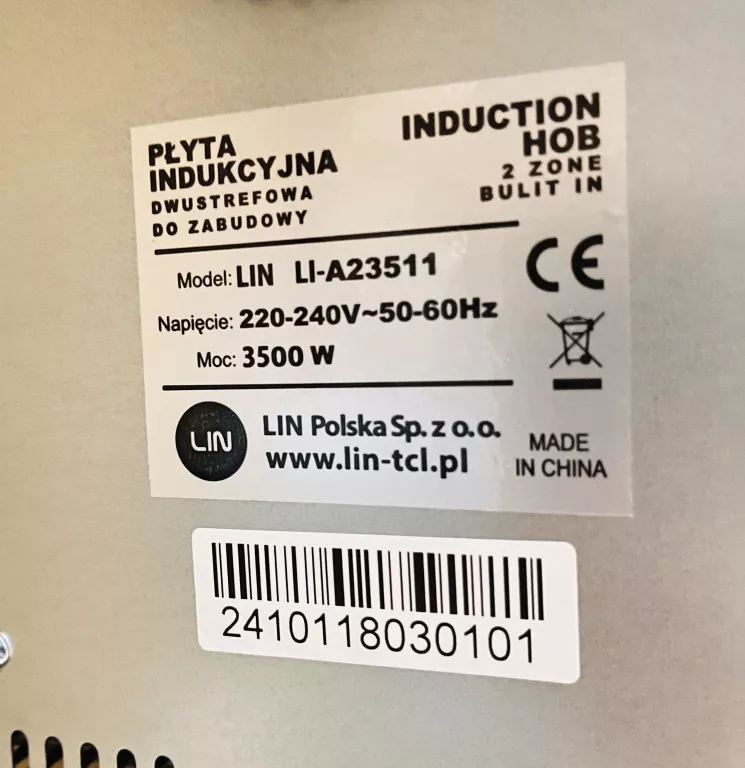 PŁYTA
INDUKCYJNA
DWUSTREFOWA
DO ZABUDOWY
INDUCTION
HOB
2 ZONE
BULIT IN
Model: LIN LI-A23511
Napięcie: 220-240V~50-60Hz
Moc: 3500 W
CE
LIN
LIN Polska Sp. z o.o.
www.lin-tcl.pl
MADE
IN CHINA
2410118030101